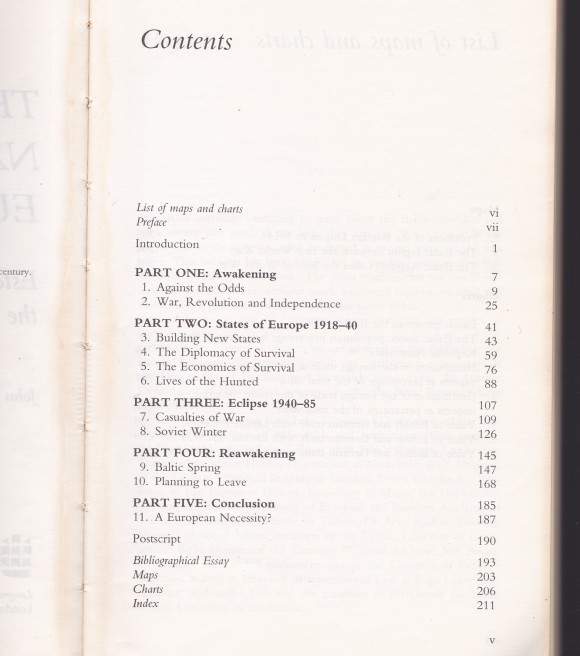 Contents
List of maps and charts vi
Preface vii
Introduction 1
PART ONE: Awakening 7
1. Against the Odds 9
2. War, Revolution and Independence 25
PART TWO: States of Europe 1918–40 41
3. Building New States 43
4. The Diplomacy of Survival 59
5. The Economics of Survival 76
6. Lives of the Hunted 88
PART THREE: Eclipse 1940–85 107
7. Casualties of War 109
8. Soviet Winter 126
PART FOUR: Reawakening 145
9. Baltic Spring 147
10. Planning to Leave 168
PART FIVE: Conclusion 185
11. A European Necessity? 187
Postscript 190
Bibliographical Essay 193
Maps 203
Charts 206
Index 211
v
century.